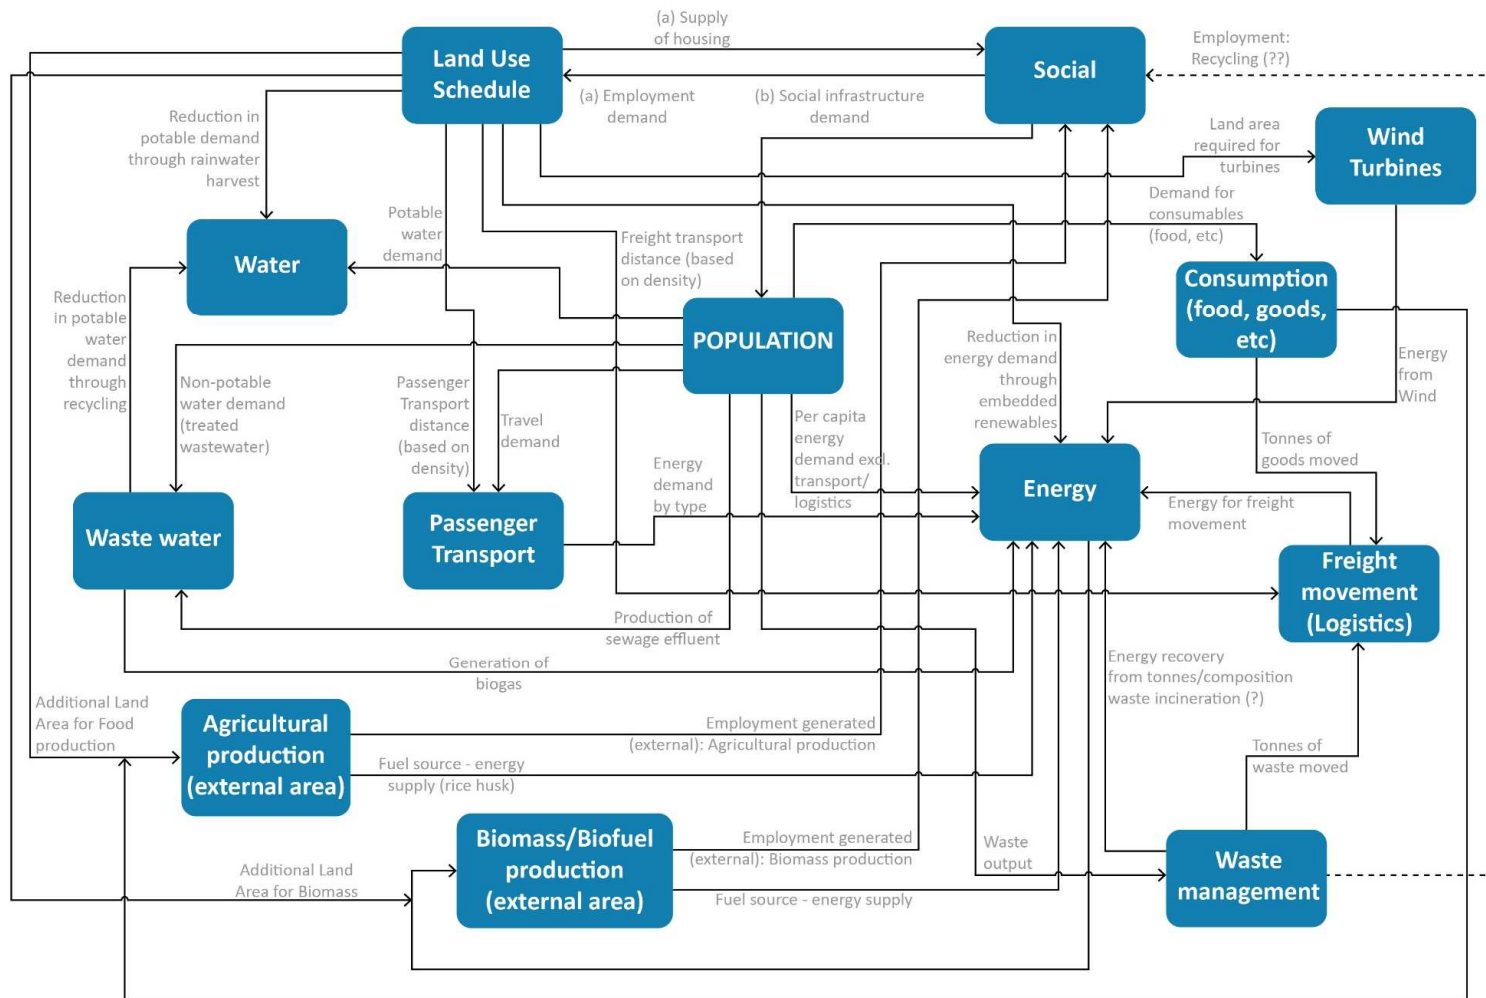 (a) Supply
of housing
Land Use
Schedule
Social
Employment:
Recycling (??)
(a) Employment
demand
(b) Social infrastructure
demand
Reduction in
potable demand
through rainwater
harvest
Land area
required for
turbines
Wind
Turbines
Demand for
consumables
(food, etc)
Potable
water
demand
Freight transport
distance (based
on density)
Water
Consumption
(food, goods,
etc)
Reduction
in potable
water
demand
through
recycling
POPULATION
Reduction in
energy demand
through
embedded
renewables
Energy
from
Wind
Non-potable
water demand
(treated
wastewater)
Passenger
Transport
distance
(based on
density)
Travel
demand
Per capita
energy
demand excl.
transport/
logistics
Energy
demand
by type
Tonnes of
goods moved
Energy
Energy for freight
movement
Waste water
Passenger
Transport
Freight
movement
(Logistics)
Production of
sewage effluent
Generation of
biogas
Energy recovery
from tonnes/composition
waste incineration (?)
Additional Land
Area for Food
production
Agricultural
production
(external area)
Employment generated
(external): Agricultural production
Fuel source - energy
supply (rice husk)
Tonnes of
waste moved
Biomass/Biofuel
production
(external area)
Employment generated
(external): Biomass production
Waste
output
Waste
management
Additional Land
Area for Biomass
Fuel source - energy supply